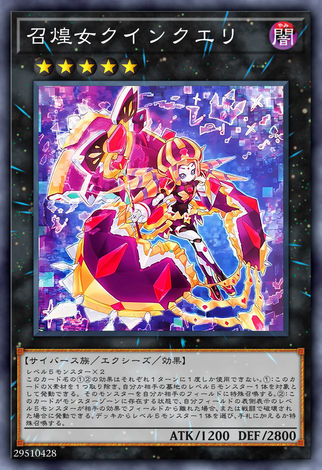 召煌女クインクエリ
やみ
闇
【サイバース族／エクシーズ／効果】
レベル５モンスター×２
このカード名の①②の効果はそれぞれ１ターンに１度しか使用できない。①：このカ
ードのX素材を１つ取り除き、自分か相手の墓地のレベル５モンスター１体を対象とし
て発動できる。そのモンスターを自分か相手のフィールドに特殊召喚する。②：こ
のカードがモンスターゾーンに存在する状態で、自分フィールドの表側表示のレベ
ル５モンスターが相手の効果でフィールドから離れた場合、または戦闘で破壊された
場合に発動できる。デッキからレベル５モンスター１体を選び、手札に加えるか特
殊召喚する。
ATK/1200 DEF/2800
29510428